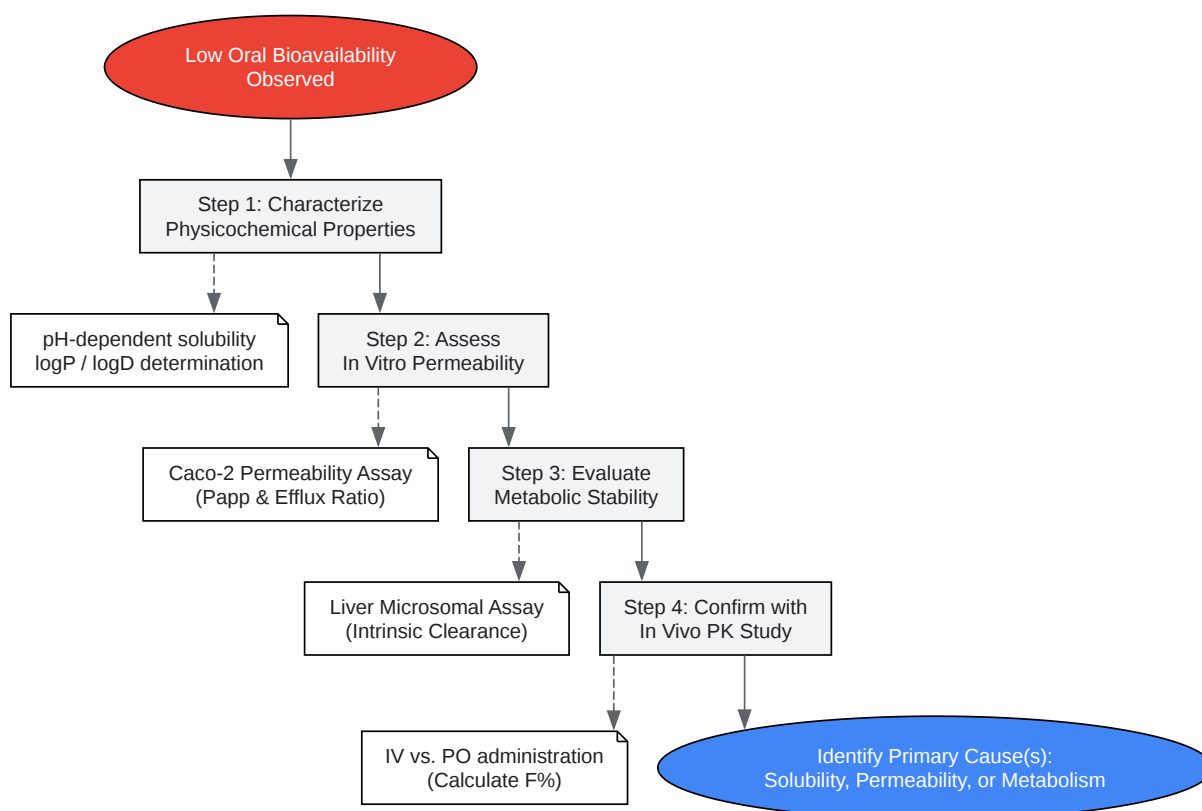 Low Oral Bioavailability
Observed
Step 1: Characterize
Physicochemical Properties
pH-dependent solubility
logP / logD determination
Step 2: Assess
In Vitro Permeability
Caco-2 Permeability Assay
(Papp & Efflux Ratio)
Step 3: Evaluate
Metabolic Stability
Liver Microsomal Assay
(Intrinsic Clearance)
Step 4: Confirm with
In Vivo PK Study
IV vs. PO administration
(Calculate F%)
Identify Primary Cause(s):
Solubility, Permeability, or Metabolism